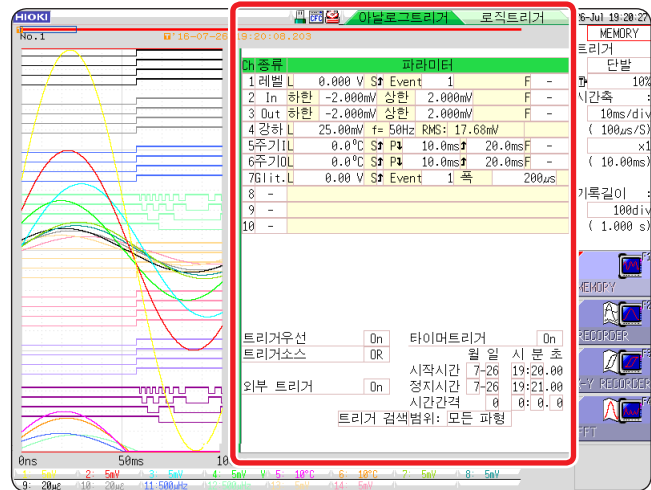 HIOKI
No.1
'16-07-26 19:20:08.203
아날로그트리거 로직트리거
26-Jul 19:20:27
MEMORY
트리거
단발
10%
시간축 :
10ms/div
( 100㎲/S)
x1
( 10.00ms)
기록길이 :
100div
( 1.000 s)
F1
MEMORY
RECORDER
X-Y RECORDER
FFT
Ch 종류 파라미터
1 레벨 L 0.000 V S Event 1 F -
2 In 하한 -2.000mV 상한 2.000mV F -
3 Out 하한 -2.000mV 상한 2.000mV F -
4 강하 L 25.00mV f= 50Hz RMS: 17.68mV
5 주기I L 0.0℃ S P 10.0ms 20.0ms F -
6 주기O L 0.0℃ S P 10.0ms 20.0ms F -
7 Glit. L 0.00 V S Event 1 폭 200㎲
8 -
9 -
10 -
트리거우선 On
트리거소스 OR
외부 트리거 On
타이머트리거 On
월 일 시 분 초
시작시간 7-26 19:20.00
정지시간 7-26 19:21.00
시간간격 0 0: 0. 0
트리거 검색범위: 모든 파형
0ns 50ms 10
2: 5mV 3: 5mV 4: 5mV 5: 10℃ 6: 10℃ 7: 5mV 8: 5mV
9: 20με 10: 20με 11:500μHz
14: 5mV